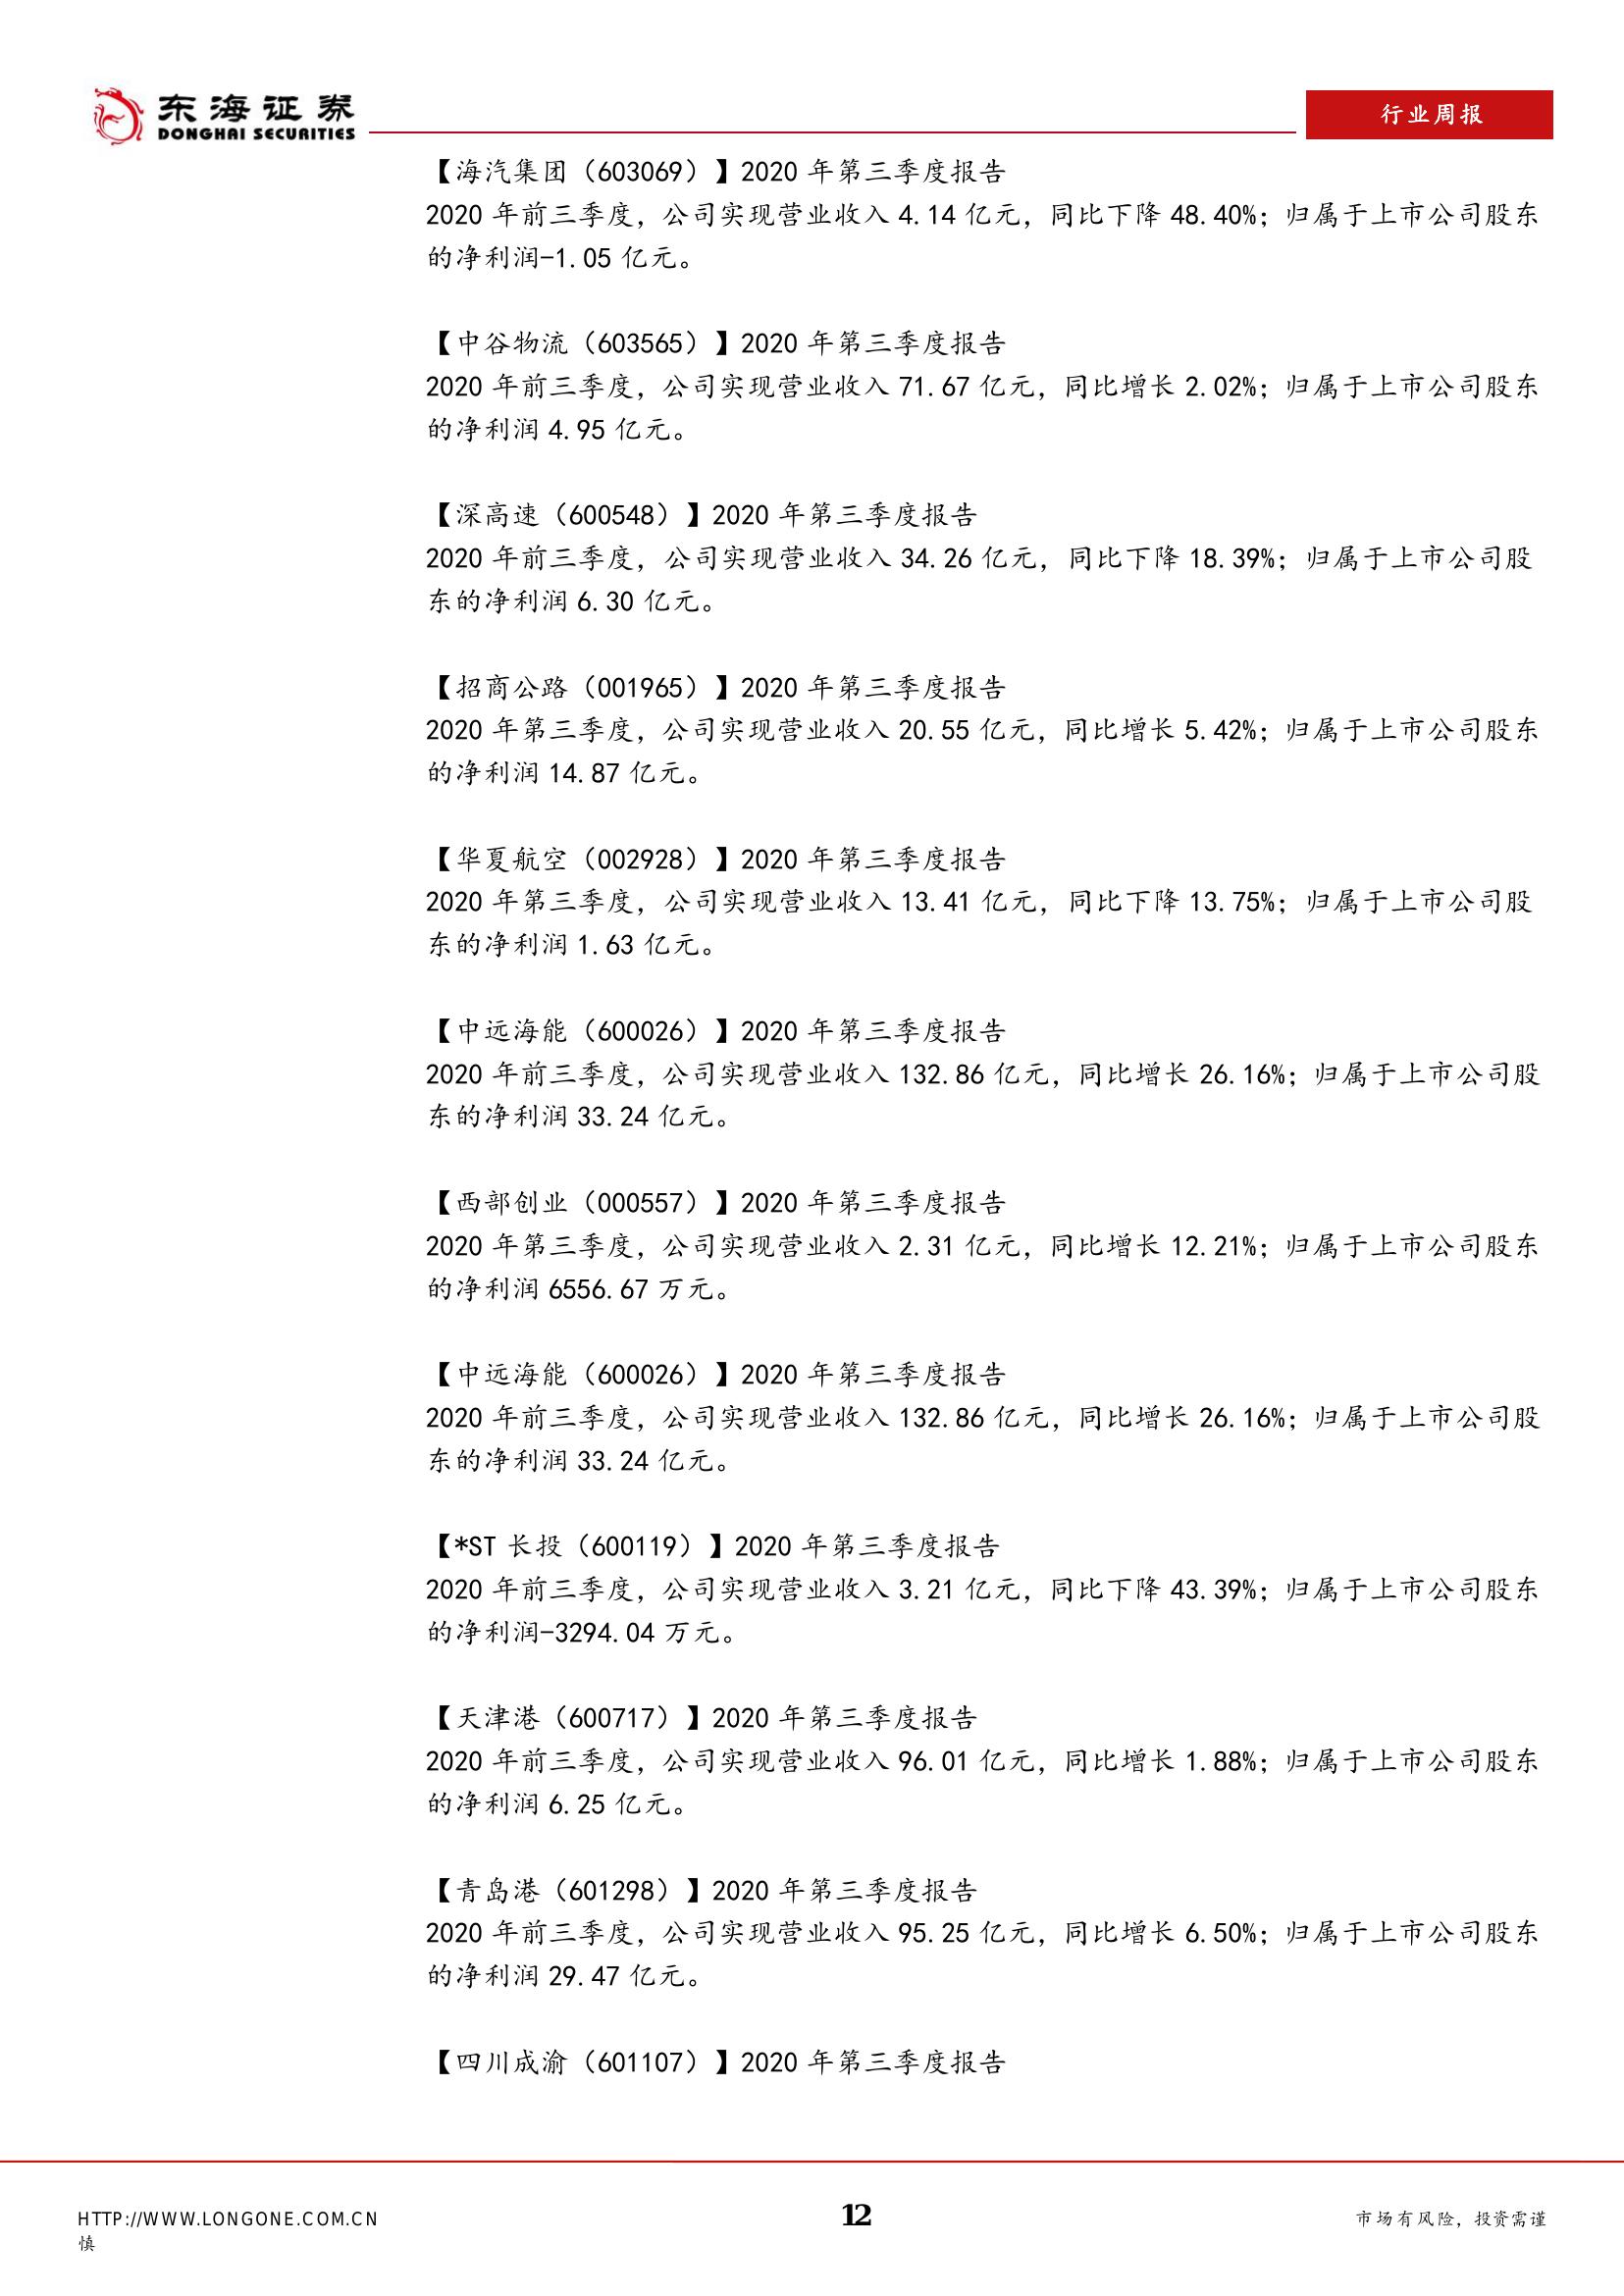 东海证券
DONGHAI SECURITIES
行业周报
【海汽集团（603069）】2020 年第三季度报告
2020 年前三季度，公司实现营业收入 4.14 亿元，同比下降 48.40%；归属于上市公司股东
的净利润-1.05 亿元。
【中谷物流（603565）】2020 年第三季度报告
2020 年前三季度，公司实现营业收入 71.67 亿元，同比增长 2.02%；归属于上市公司股东
的净利润 4.95 亿元。
【深高速（600548）】2020 年第三季度报告
2020 年前三季度，公司实现营业收入 34.26 亿元，同比下降 18.39%；归属于上市公司股
东的净利润 6.30 亿元。
【招商公路（001965）】2020 年第三季度报告
2020 年第三季度，公司实现营业收入 20.55 亿元，同比增长 5.42%；归属于上市公司股东
的净利润 14.87 亿元。
【华夏航空（002928）】2020 年第三季度报告
2020 年第三季度，公司实现营业收入 13.41 亿元，同比下降 13.75%；归属于上市公司股
东的净利润 1.63 亿元。
【中远海能（600026）】2020 年第三季度报告
2020 年前三季度，公司实现营业收入 132.86 亿元，同比增长 26.16%；归属于上市公司股
东的净利润 33.24 亿元。
【西部创业（000557）】2020 年第三季度报告
2020 年第三季度，公司实现营业收入 2.31 亿元，同比增长 12.21%；归属于上市公司股东
的净利润 6556.67 万元。
【中远海能（600026）】2020 年第三季度报告
2020 年前三季度，公司实现营业收入 132.86 亿元，同比增长 26.16%；归属于上市公司股
东的净利润 33.24 亿元。
【*ST 长投（600119）】2020 年第三季度报告
2020 年前三季度，公司实现营业收入 3.21 亿元，同比下降 43.39%；归属于上市公司股东
的净利润-3294.04 万元。
【天津港（600717）】2020 年第三季度报告
2020 年前三季度，公司实现营业收入 96.01 亿元，同比增长 1.88%；归属于上市公司股东
的净利润 6.25 亿元。
【青岛港（601298）】2020 年第三季度报告
2020 年前三季度，公司实现营业收入 95.25 亿元，同比增长 6.50%；归属于上市公司股东
的净利润 29.47 亿元。
【四川成渝（601107）】2020 年第三季度报告
HTTP://WWW.LONGONE.COM.CN 12 市场有风险，投资需谨
慎